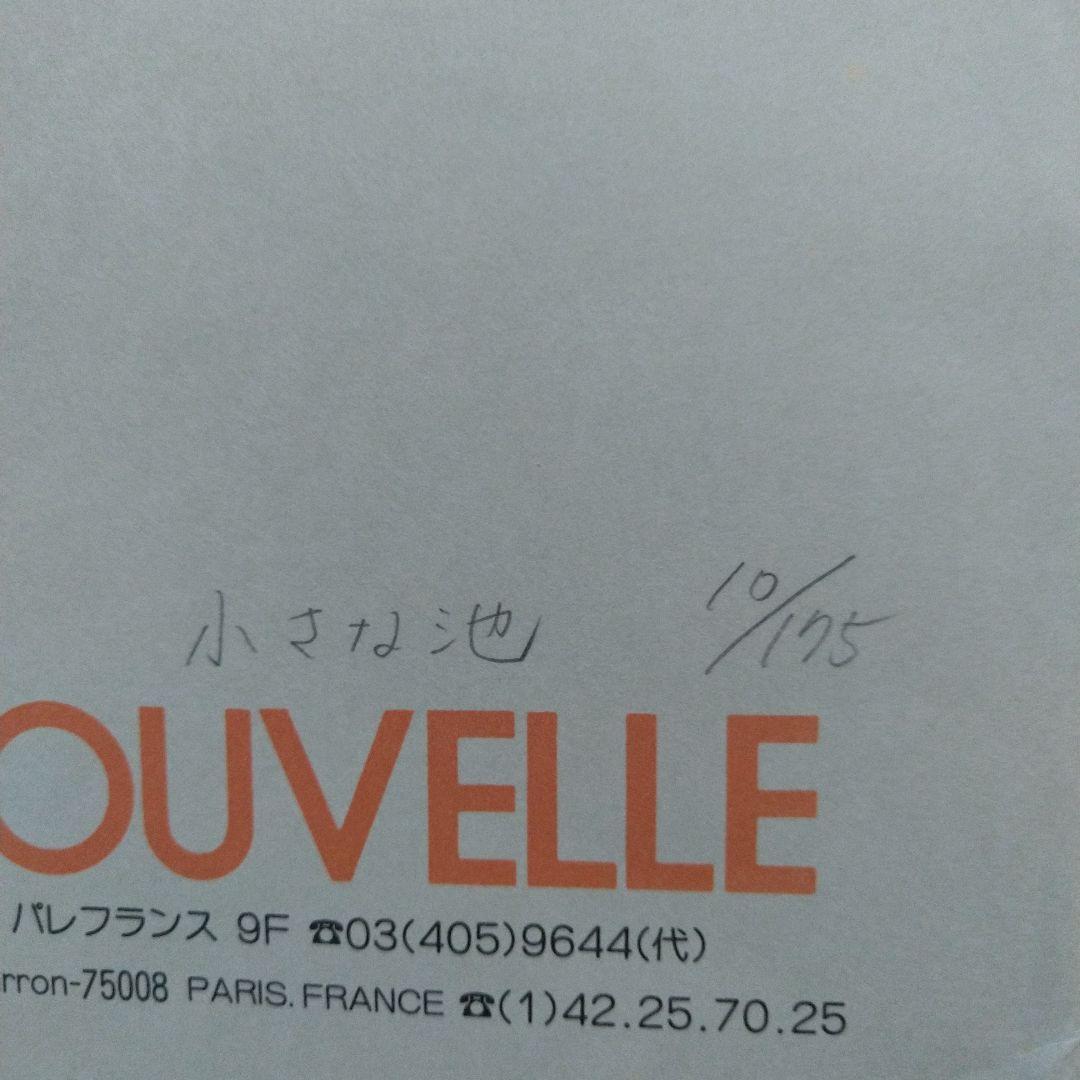 小さな池 10/175
OUVELLE
パレフランス 9F ☎03(405)9644(代)
rron-75008 PARIS. FRANCE ☎(1)42.25.70.25